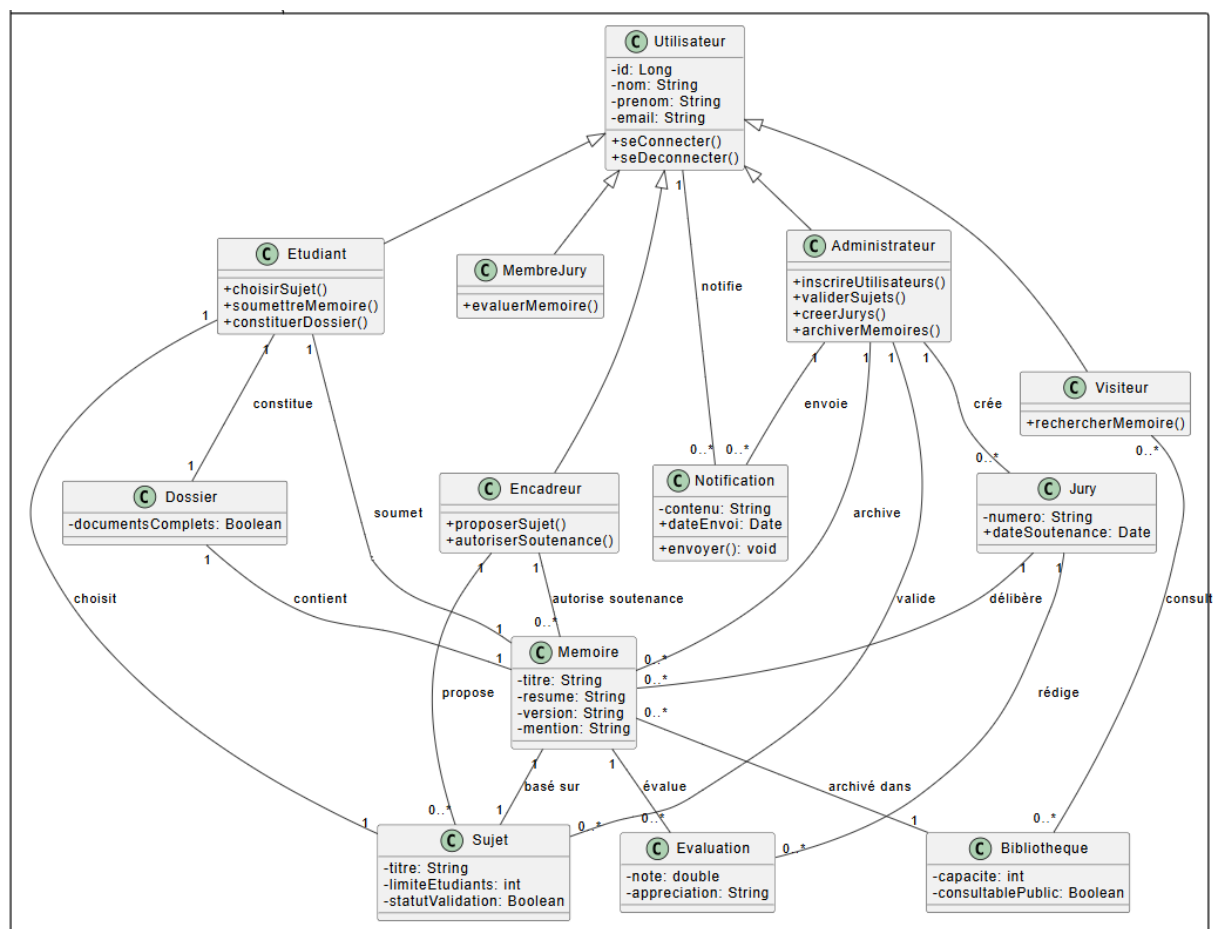 C Utilisateur
-id: Long
-nom: String
-prenom: String
-email: String
+seConnecter()
+seDeconnecter()
1
C Etudiant
+choisirSujet()
+soumettreMemoire()
+constituerDossier()
C MembreJury
+evaluerMemoire()
C Administrateur
+inscrireUtilisateurs()
+validerSujets()
+creerJurys()
+archiverMemoires()
notifie
1
1
1
1
1
1
1
C Visiteur
+rechercherMemoire()
constitue
envoie
crée
1
0..*
0..*
0..*
0..*
C Dossier
-documentsComplets: Boolean
C Encadreur
+proposerSujet()
+autoriserSoutenance()
C Notification
-contenu: String
+dateEnvoi: Date
+envoyer(): void
C Jury
-numero: String
+dateSoutenance: Date
soumet
archive
1
1
1
1
1
choisit
contient
autorise soutenance
valide
délibère
consult
1
0..*
1
0..*
0..*
0..*
C Memoire
-titre: String
-resume: String
-version: String
-mention: String
propose
rédige
1
1
basé sur
évalue
archivé dans
1
0..*
1
0..*
0..*
1
0..*
0..*
C Sujet
-titre: String
-limiteEtudiants: int
-statutValidation: Boolean
C Evaluation
-note: double
-appreciation: String
C Bibliotheque
-capacite: int
-consultablePublic: Boolean